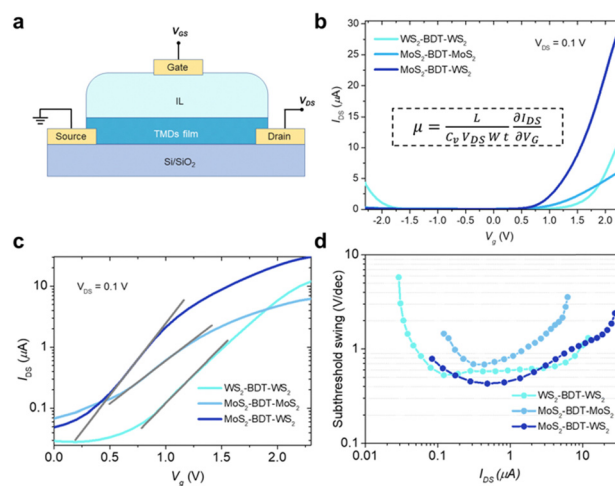 a
V_GS
Gate
IL
V_DS
Source
TMDs film
Drain
Si/SiO₂
b
WS₂-BDT-WS₂
MoS₂-BDT-MoS₂
MoS₂-BDT-WS₂
V_DS = 0.1 V
μ = L / (C_v V_DS W t) ∂I_DS / ∂V_G
I_DS (μA)
30
25
20
15
10
5
0
-2.0 -1.5 -1.0 -0.5 0.0 0.5 1.0 1.5 2.0
V_g (V)
c
V_DS = 0.1 V
I_DS (μA)
10
1
0.1
WS₂-BDT-WS₂
MoS₂-BDT-MoS₂
MoS₂-BDT-WS₂
0.0 0.5 1.0 1.5 2.0
V_g (V)
d
Subthreshold swing (V/dec)
10
1
0.1
WS₂-BDT-WS₂
MoS₂-BDT-MoS₂
MoS₂-BDT-WS₂
0.01 0.1 1 10
I_DS (μA)